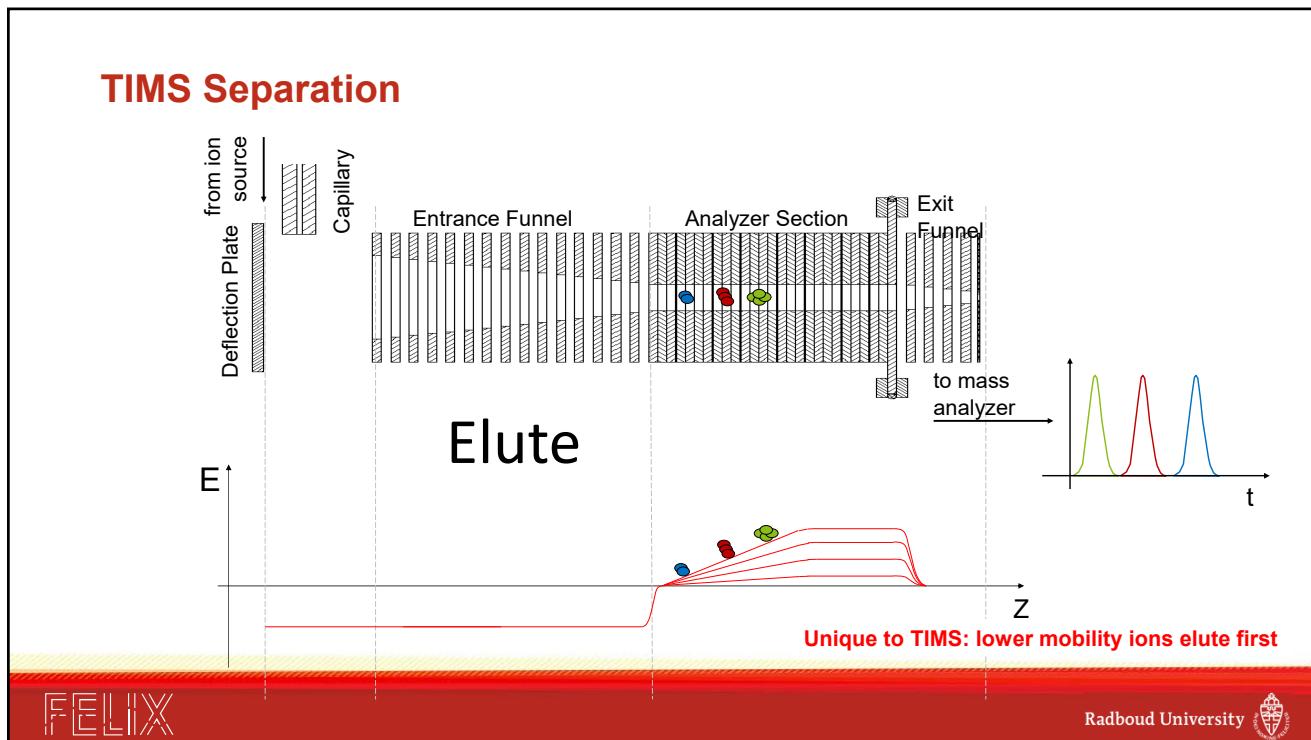 TIMS Separation
from ion
source
Capillary
Deflection Plate
Entrance Funnel
Analyzer Section
Exit
Funnel
to mass
analyzer
t
Elute
E
Z
Unique to TIMS: lower mobility ions elute first
FELIX
Radboud University